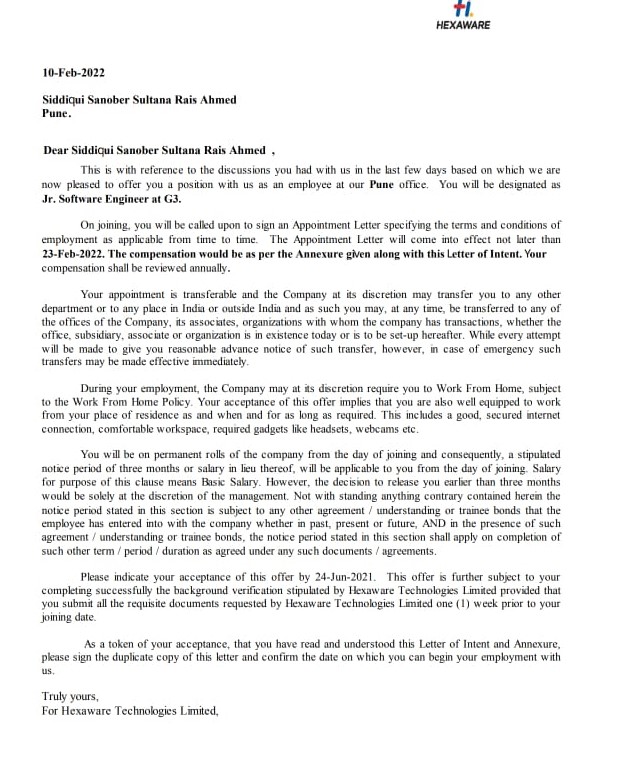 HEXAWARE
10-Feb-2022
Siddiqui Sanober Sultana Rais Ahmed
Pune.
Dear Siddiqui Sanober Sultana Rais Ahmed ,
This is with reference to the discussions you had with us in the last few days based on which we are
now pleased to offer you a position with us as an employee at our Pune office. You will be designated as
Jr. Software Engineer at G3.
On joining, you will be called upon to sign an Appointment Letter specifying the terms and conditions of
employment as applicable from time to time. The Appointment Letter will come into effect not later than
23-Feb-2022. The compensation would be as per the Annexure given along with this Letter of Intent. Your
compensation shall be reviewed annually.
Your appointment is transferable and the Company at its discretion may transfer you to any other
department or to any place in India or outside India and as such you may, at any time, be transferred to any of
the offices of the Company, its associates, organizations with whom the company has transactions, whether the
office, subsidiary, associate or organization is in existence today or is to be set-up hereafter. While every attempt
will be made to give you reasonable advance notice of such transfer, however, in case of emergency such
transfers may be made effective immediately.
During your employment, the Company may at its discretion require you to Work From Home, subject
to the Work From Home Policy. Your acceptance of this offer implies that you are also well equipped to work
from your place of residence as and when and for as long as required. This includes a good, secured internet
connection, comfortable workspace, required gadgets like headsets, webcams etc.
You will be on permanent rolls of the company from the day of joining and consequently, a stipulated
notice period of three months or salary in lieu thereof, will be applicable to you from the day of joining. Salary
for purpose of this clause means Basic Salary. However, the decision to release you earlier than three months
would be solely at the discretion of the management. Not with standing anything contrary contained herein the
notice period stated in this section is subject to any other agreement / understanding or trainee bonds that the
employee has entered into with the company whether in past, present or future, AND in the presence of such
agreement / understanding or trainee bonds, the notice period stated in this section shall apply on completion of
such other term / period / duration as agreed under any such documents / agreements.
Please indicate your acceptance of this offer by 24-Jun-2021. This offer is further subject to your
completing successfully the background verification stipulated by Hexaware Technologies Limited provided that
you submit all the requisite documents requested by Hexaware Technologies Limited one (1) week prior to your
joining date.
As a token of your acceptance, that you have read and understood this Letter of Intent and Annexure,
please sign the duplicate copy of this letter and confirm the date on which you can begin your employment with
us.
Truly yours,
For Hexaware Technologies Limited,